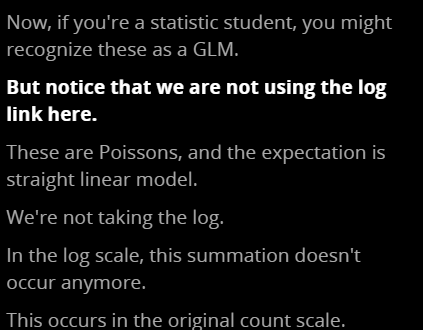 Now, if you're a statistic student, you might
recognize these as a GLM.
But notice that we are not using the log
link here.
These are Poissons, and the expectation is
straight linear model.
We're not taking the log.
In the log scale, this summation doesn't
occur anymore.
This occurs in the original count scale.